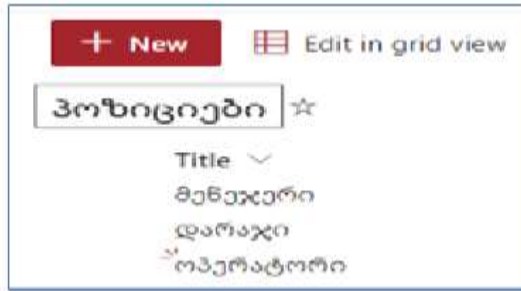 + New Edit in grid view
პოზიციები
Title
მენეჯერი
დარაჯი
ოპერატორი